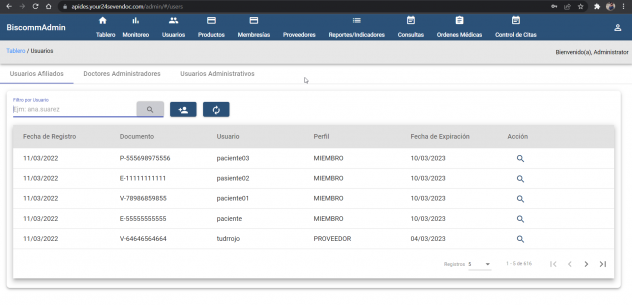 apides.your24sevendoc.com/admin/#/users
BiscommAdmin
Tablero Monitoreo Usuarios Productos Membresías Proveedores Reportes/Indicadores Consultas Ordenes Médicas Control de Citas
Tablero / Usuarios
Bienvenido(a), Administrator
Usuarios Afiliados Doctores Administradores Usuarios Administrativos
Filtro por Usuario
Ejm. ana.suarez
Fecha de Registro Documento Usuario Perfil Fecha de Expiración Acción
11/03/2022 P-555698975556 paciente03 MIEMBRO 10/03/2023
11/03/2022 E-11111111111 pasiente02 MIEMBRO 10/03/2023
11/03/2022 V-78986859855 paciente01 MIEMBRO 10/03/2023
11/03/2022 E-55555555555 paciente MIEMBRO 10/03/2023
11/03/2022 V-64646564664 tudrrojo PROVEEDOR 04/03/2023
Registros 5 1 - 5 de 616